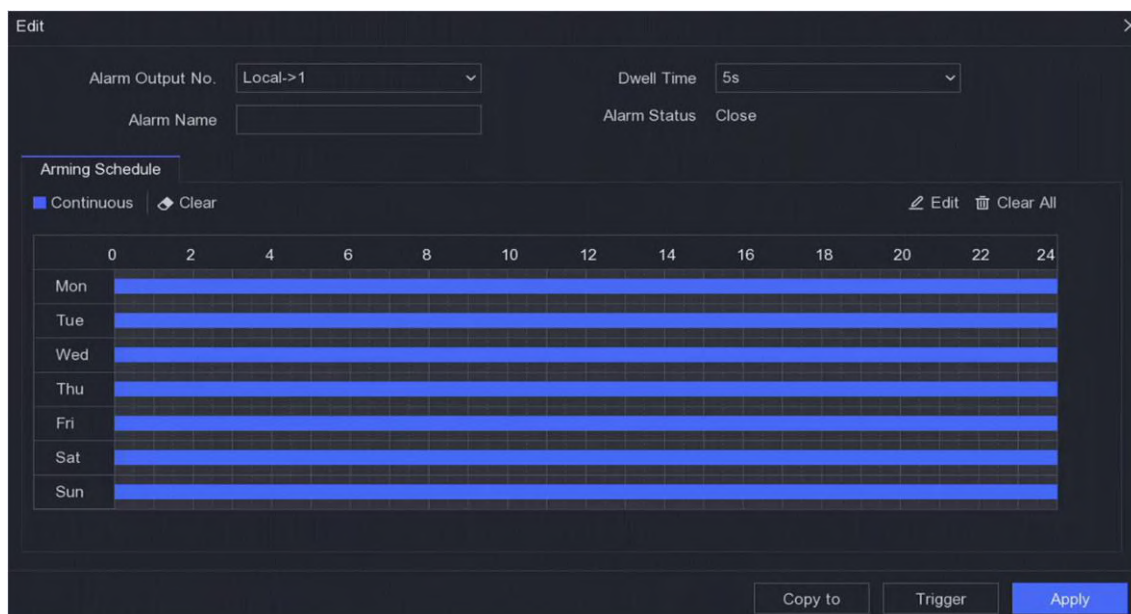 Edit
Alarm Output No. Local->1 Dwell Time 5s
Alarm Name Alarm Status Close
Arming Schedule
Continuous Clear Edit Clear All
0 2 4 6 8 10 12 14 16 18 20 22 24
Mon
Tue
Wed
Thu
Fri
Sat
Sun
Copy to Trigger Apply